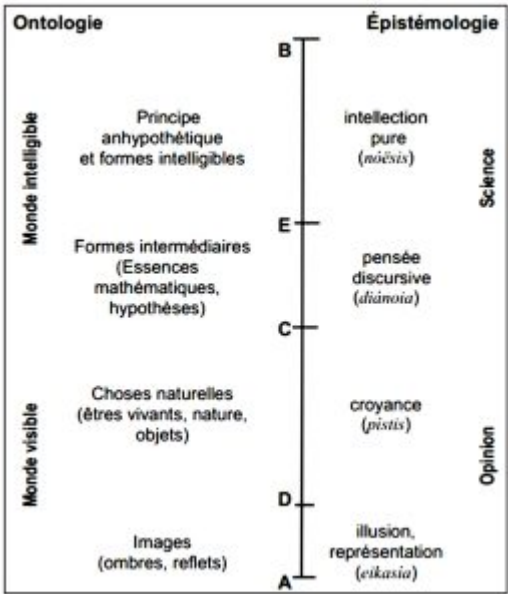 Ontologie
Épistémologie
B
Monde intelligible
Principe
anhypothétique
et formes intelligibles
intellection
pure
(nóēsis)
Science
E
Formes intermédiaires
(Essences
mathématiques,
hypothèses)
pensée
discursive
(diánoia)
C
Monde visible
Choses naturelles
(êtres vivants, nature,
objets)
croyance
(pistis)
Opinion
D
Images
(ombres, reflets)
illusion,
représentation
(eikasia)
A